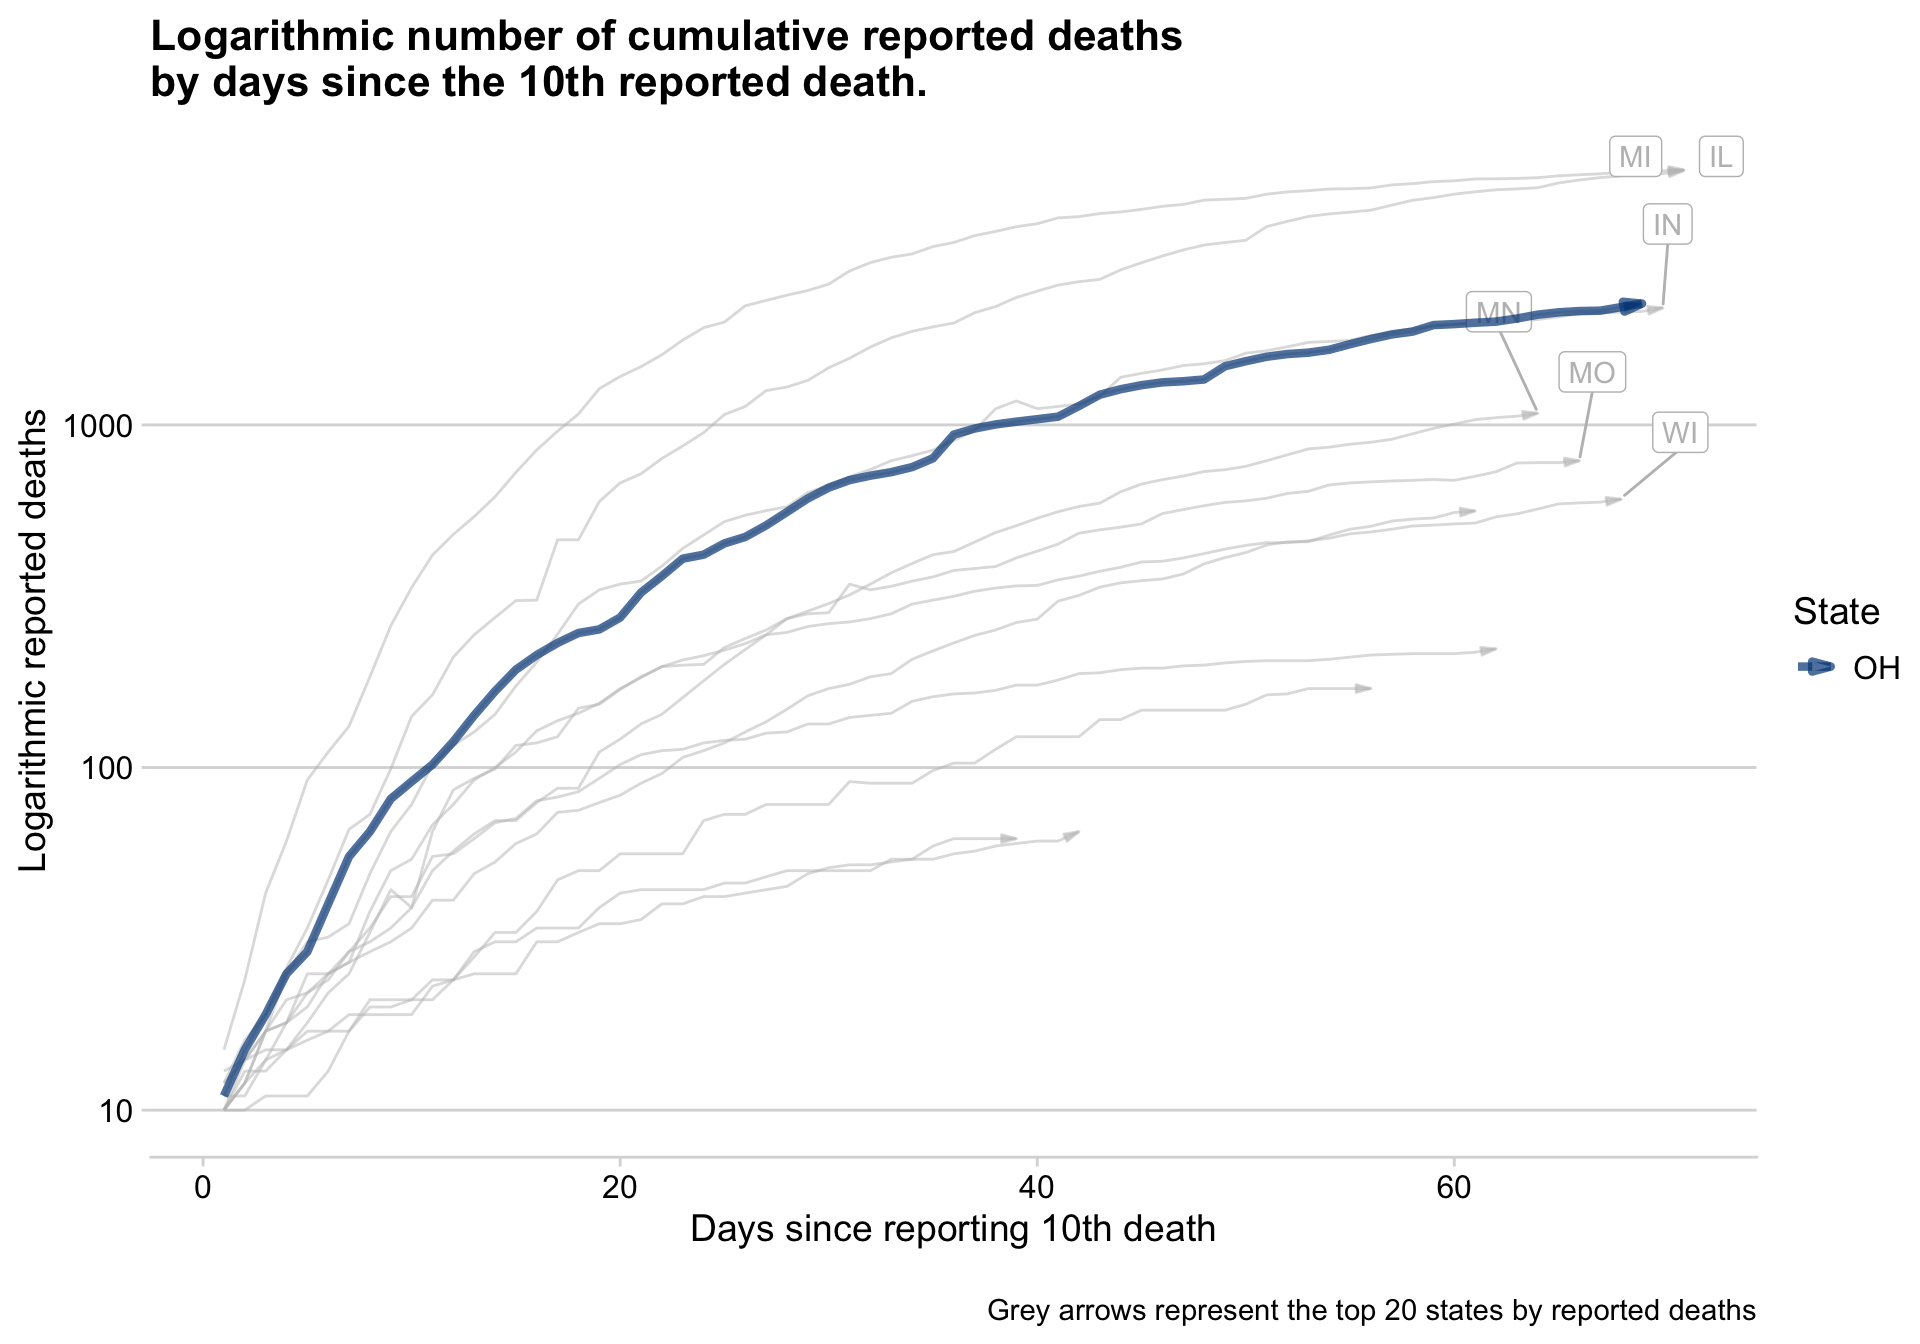 Logarithmic number of cumulative reported deaths
by days since the 10th reported death.
MI
IL
IN
MN
MO
WI
Logarithmic reported deaths
1000
100
10
0
20
40
60
Days since reporting 10th death
State
OH
Grey arrows represent the top 20 states by reported deaths